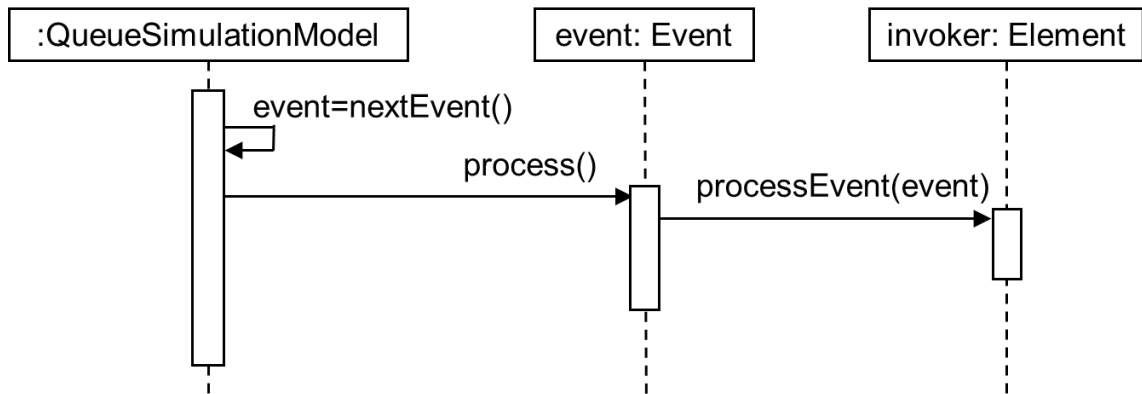 :QueueSimulationModel
event: Event
invoker: Element
event=nextEvent()
process()
processEvent(event)